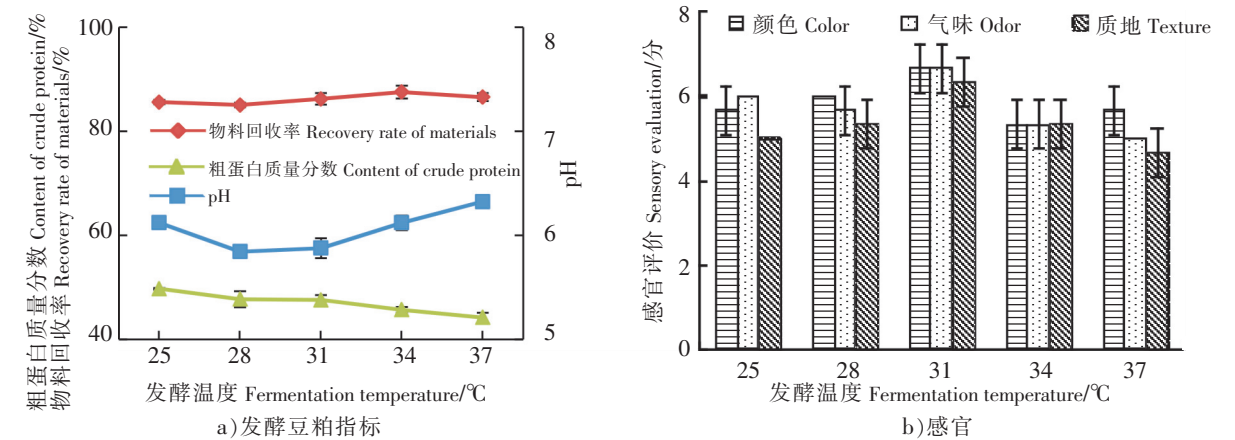 粗蛋白质量分数 Content of crude protein/%
物料回收率 Recovery rate of materials/%
100
80
60
40
物料回收率 Recovery rate of materials
粗蛋白质量分数 Content of crude protein
pH
8
7
6
5
pH
25 28 31 34 37
发酵温度 Fermentation temperature/℃
a)发酵豆粕指标
感官评价 Sensory evaluation/分
8
6
4
2
0
颜色 Color 气味 Odor 质地 Texture
25 28 31 34 37
发酵温度 Fermentation temperature/℃
b)感官